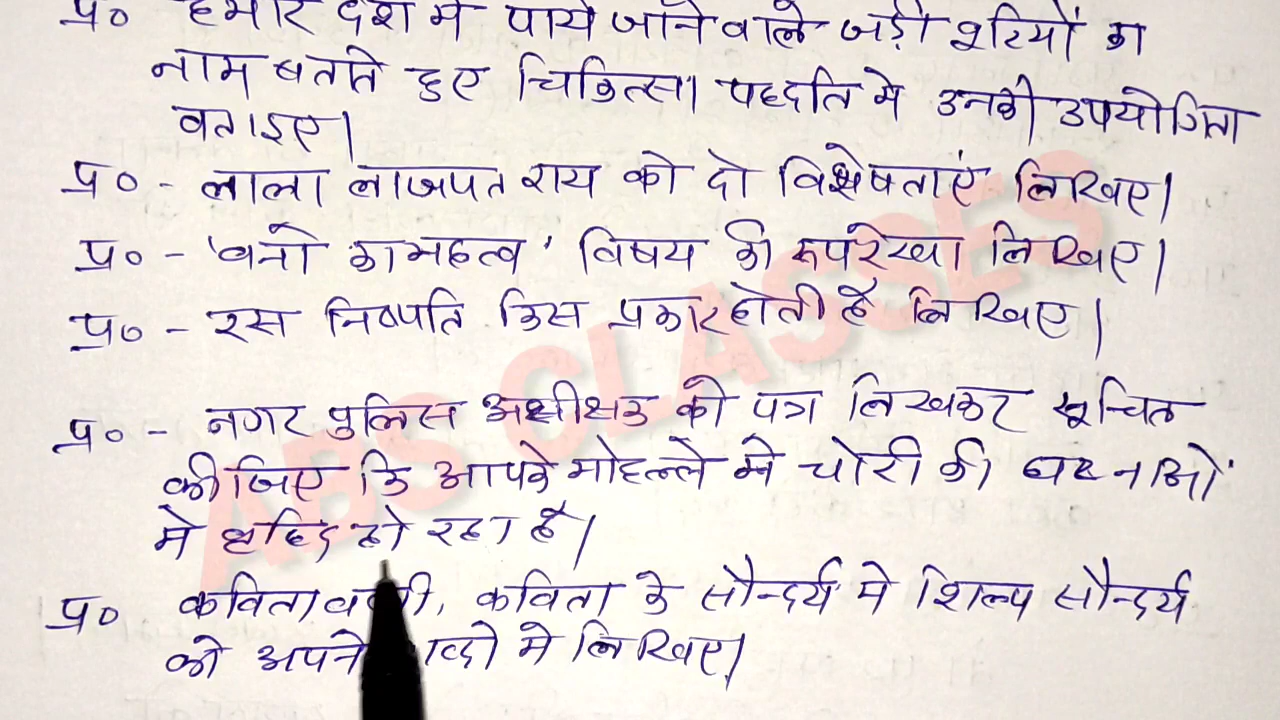 प्र० हमारे देश मे पाये जाने वाले जड़ी बूटियों का
नाम बताते हुए चिकित्सा पद्धति मे उनकी उपयोगिता
बताइए।
प्र० - लाला लाजपत राय को दो विशेषताएं लिखिए।
प्र० - 'वनो का महत्व' विषय की रूपरेखा लिखिए।
प्र० - रस निष्पति किस प्रकार होती है लिखिए।
प्र० - नगर पुलिस अधीक्षक को पत्र लिखकर सूचित
कीजिए कि आपके मोहल्ले मे चोरी की घटनाओं
मे वृद्धि हो रहा है।
प्र० कवितावली, कविता के सौन्दर्य मे शिल्प सौन्दर्य
को अपने शब्दो मे लिखिए।
ABS CLASSES